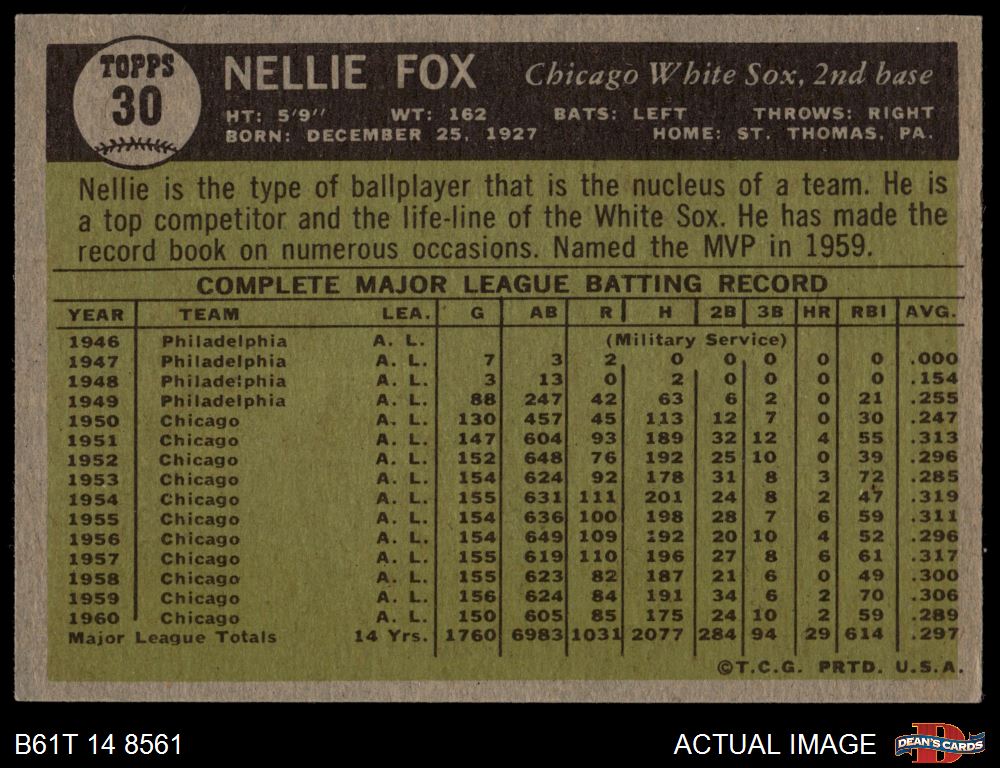 TOPPS
30
NELLIE FOX Chicago White Sox, 2nd base
HT: 5'9" WT: 162 BATS: LEFT THROWS: RIGHT
BORN: DECEMBER 25, 1927 HOME: ST. THOMAS, PA.
Nellie is the type of ballplayer that is the nucleus of a team. He is
a top competitor and the life-line of the White Sox. He has made the
record book on numerous occasions. Named the MVP in 1959.
COMPLETE MAJOR LEAGUE BATTING RECORD
YEAR TEAM LEA. G AB R H 2B 3B HR RBI AVG.
1946 Philadelphia A. L. (Military Service)
1947 Philadelphia A. L. 7 3 2 0 0 0 0 0 .000
1948 Philadelphia A. L. 3 13 0 2 0 0 0 0 .154
1949 Philadelphia A. L. 88 247 42 63 6 2 0 21 .255
1950 Chicago A. L. 130 457 45 113 12 7 0 30 .247
1951 Chicago A. L. 147 604 93 189 32 12 4 55 .313
1952 Chicago A. L. 152 648 76 192 25 10 0 39 .296
1953 Chicago A. L. 154 624 92 178 31 8 3 72 .285
1954 Chicago A. L. 155 631 111 201 24 8 2 47 .319
1955 Chicago A. L. 154 636 100 198 28 7 6 59 .311
1956 Chicago A. L. 154 649 109 192 20 10 4 52 .296
1957 Chicago A. L. 155 619 110 196 27 8 6 61 .317
1958 Chicago A. L. 155 623 82 187 21 6 0 49 .300
1959 Chicago A. L. 156 624 84 191 34 6 2 70 .306
1960 Chicago A. L. 150 605 85 175 24 10 2 59 .289
Major League Totals 14 Yrs. 1760 6983 1031 2077 284 94 29 614 .297
©T.C.G. PRTD. U.S.A.
B61T 14 8561 ACTUAL IMAGE DEAN'S CARDS